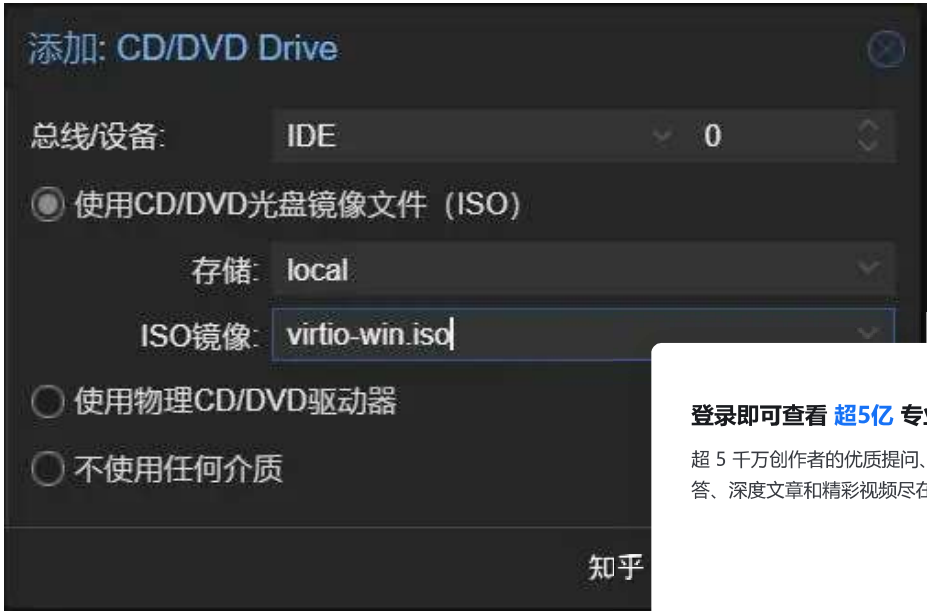 添加: CD/DVD Drive
总线/设备: IDE 0
使用CD/DVD光盘镜像文件（ISO）
存储: local
ISO镜像: virtio-win.iso
使用物理CD/DVD驱动器
不使用任何介质
知乎
登录即可查看 超5亿
超 5 千万创作者的优质提问、
答、深度文章和精彩视频尽在